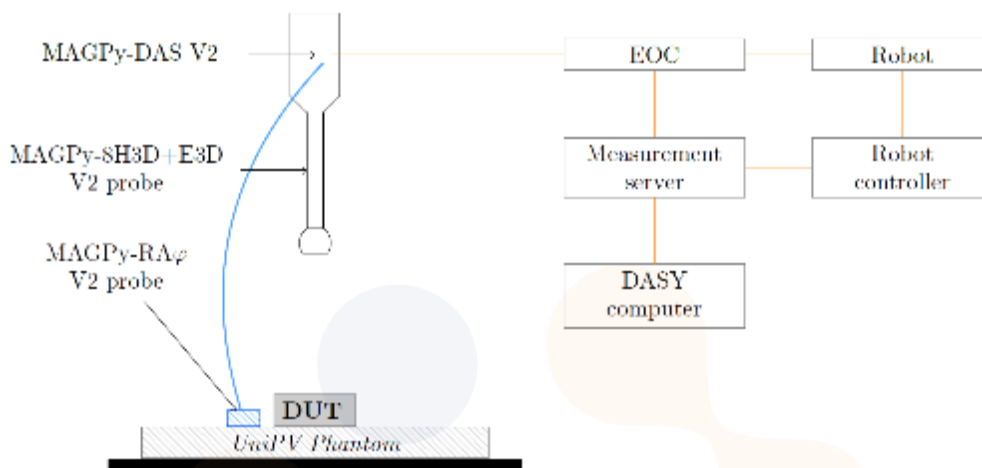 MAGPy-DAS V2
EOC
Robot
MAGPy-8H3D+E3D
V2 probe
Measurement
server
Robot
controller
MAGPy-RAφ
V2 probe
DASY
computer
DUT
UniPV Phantom